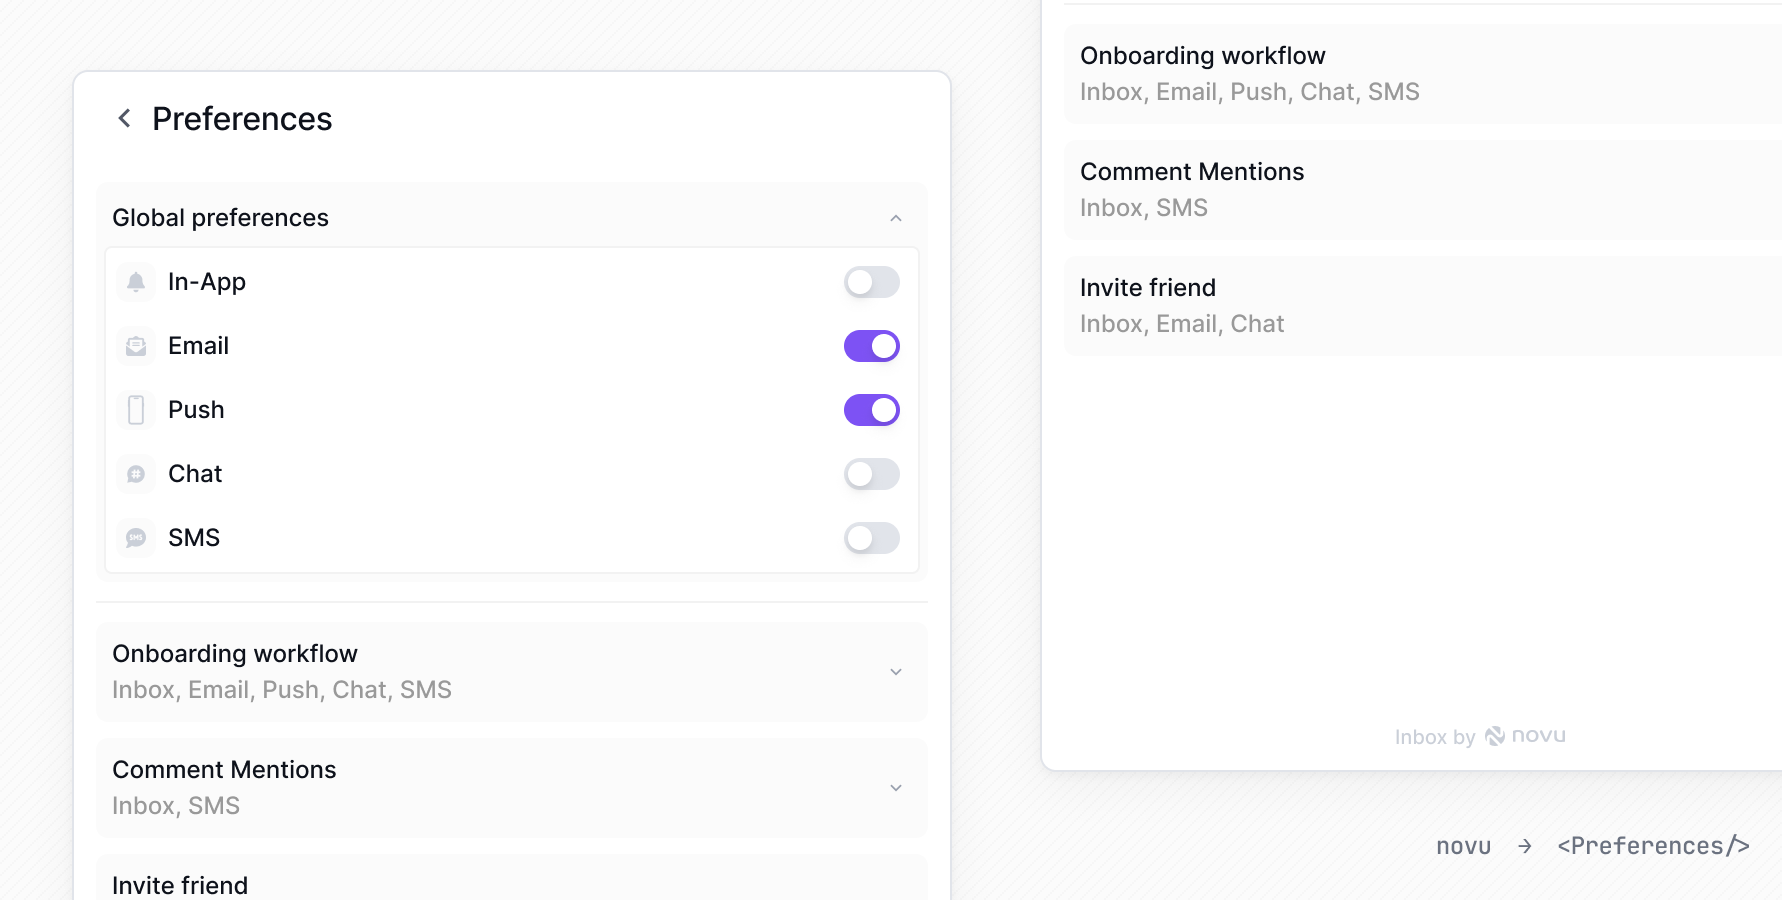 Preferences
Global preferences
In-App
Email
Push
Chat
SMS
Onboarding workflow
Inbox, Email, Push, Chat, SMS
Comment Mentions
Inbox, SMS
Invite friend
Onboarding workflow
Inbox, Email, Push, Chat, SMS
Comment Mentions
Inbox, SMS
Invite friend
Inbox, Email, Chat
Inbox by novu
novu → <Preferences/>